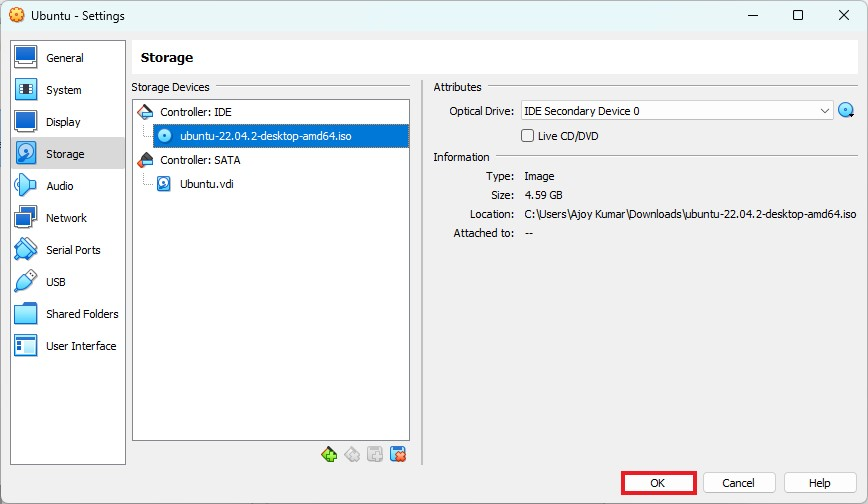 Ubuntu - Settings
General
System
Display
Storage
Audio
Network
Serial Ports
USB
Shared Folders
User Interface
Storage
Storage Devices
Controller: IDE
ubuntu-22.04.2-desktop-amd64.iso
Controller: SATA
Ubuntu.vdi
Attributes
Optical Drive: IDE Secondary Device 0
Live CD/DVD
Information
Type: Image
Size: 4.59 GB
Location: C:\Users\Ajoy Kumar\Downloads\ubuntu-22.04.2-desktop-amd64.iso
Attached to: --
OK Cancel Help